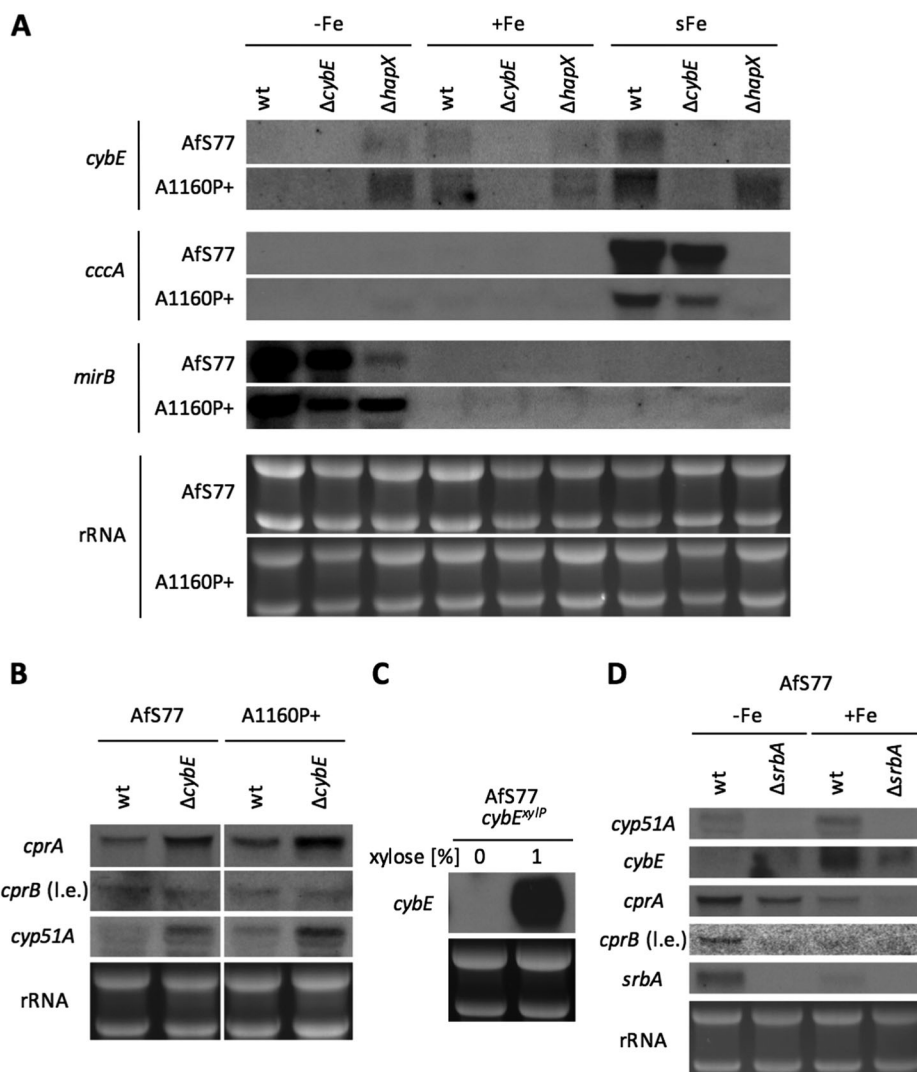 A
-Fe +Fe sFe
wt ΔcybE ΔhapX wt ΔcybE ΔhapX wt ΔcybE ΔhapX
cybE
AfS77
A1160P+
cccA
AfS77
A1160P+
mirB
AfS77
A1160P+
rRNA
AfS77
A1160P+
B
AfS77 A1160P+
wt ΔcybE wt ΔcybE
cprA
cprB (l.e.)
cyp51A
rRNA
C
AfS77
cybE^xylP
xylose [%] 0 1
cybE
D
AfS77
-Fe +Fe
wt ΔsrbA wt ΔsrbA
cyp51A
cybE
cprA
cprB (l.e.)
srbA
rRNA